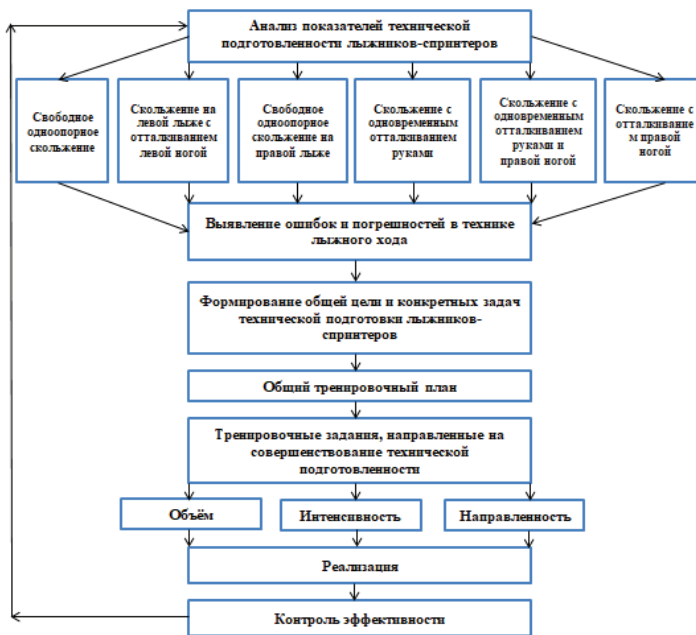 Анализ показателей технической
подготовленности лыжников-спринтеров
Свободное
одноопорное
скольжение
Скольжение на
левой лыже с
отталкиванием
левой ногой
Свободное
одноопорное
скольжение на
правой лыже
Скольжение с
одновременным
отталкиванием
руками
Скольжение с
одновременным
отталкиванием
руками и
правой ногой
Скольжение с
отталкивание
м правой
ногой
Выявление ошибок и погрешностей в технике
лыжного хода
Формирование общей цели и конкретных задач
технической подготовки лыжников-
спринтеров
Общий тренировочный план
Тренировочные задания, направленные на
совершенствование технической
подготовленности
Объём
Интенсивность
Направленность
Реализация
Контроль эффективности